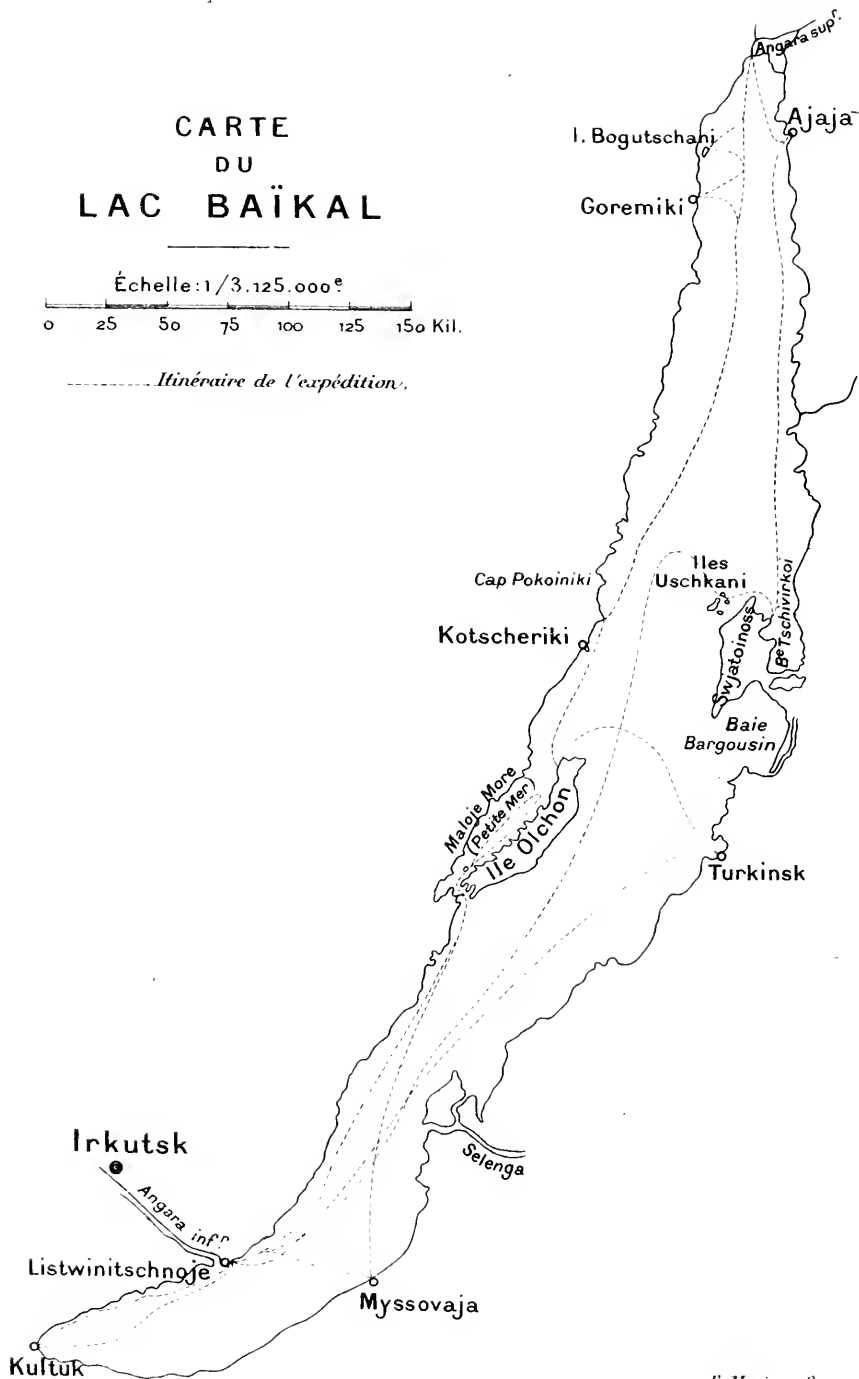 CARTE
DU
LAC BAÏKAL
Échelle: 1/3.125.000e.
0 25 50 75 100 125 150 Kil.
Itinéraire de l'expédition.
Angara supr.
Ajaja
I. Bogutschani
Goremiki
Cap Pokoiniki
Iles
Uschkani
Kotscheriki
Be Tschivirkoi
Swjatoinoss
Baie
Bargousin
Maloje More
(Petite Mer)
Ile Olchon
Turkinsk
Irkutsk
Selenga
Angara infr.
Listwinitschnoje
Myssovaja
Kultuk